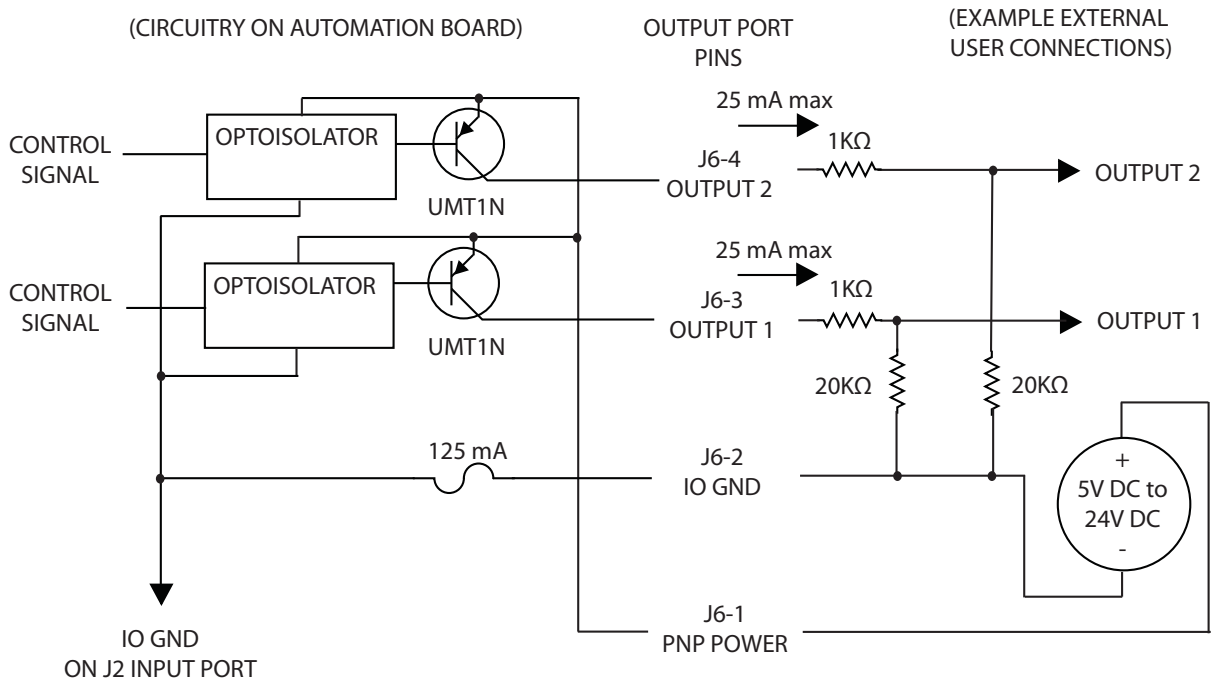 (CIRCUITRY ON AUTOMATION BOARD)
OUTPUT PORT
PINS
(EXAMPLE EXTERNAL
USER CONNECTIONS)
25 mA max
OPTOISOLATOR
CONTROL
SIGNAL
1KΩ
J6-4
OUTPUT 2
OUTPUT 2
UMT1N
25 mA max
OPTOISOLATOR
CONTROL
SIGNAL
1KΩ
J6-3
OUTPUT 1
OUTPUT 1
UMT1N
20KΩ
20KΩ
125 mA
J6-2
IO GND
+
5V DC to
24V DC
-
J6-1
PNP POWER
IO GND
ON J2 INPUT PORT